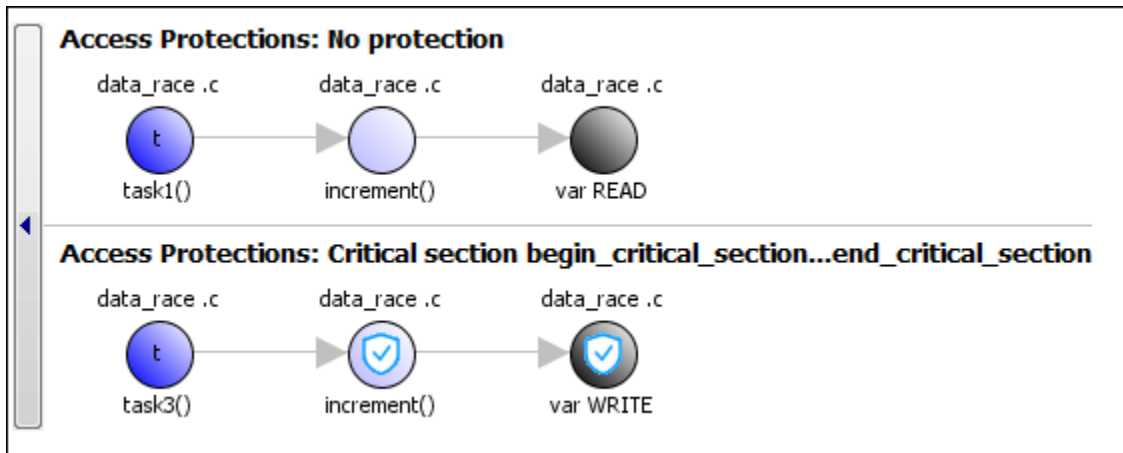 Access Protections: No protection
data_race .c data_race .c data_race .c
t
task1() increment() var READ
Access Protections: Critical section begin_critical_section...end_critical_section
data_race .c data_race .c data_race .c
t
task3() increment() var WRITE